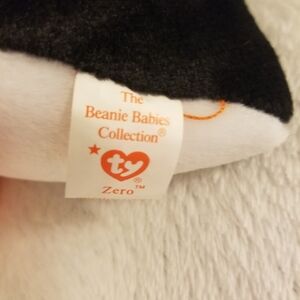 The
Beanie Babies
Collection®
ty®
Zero™